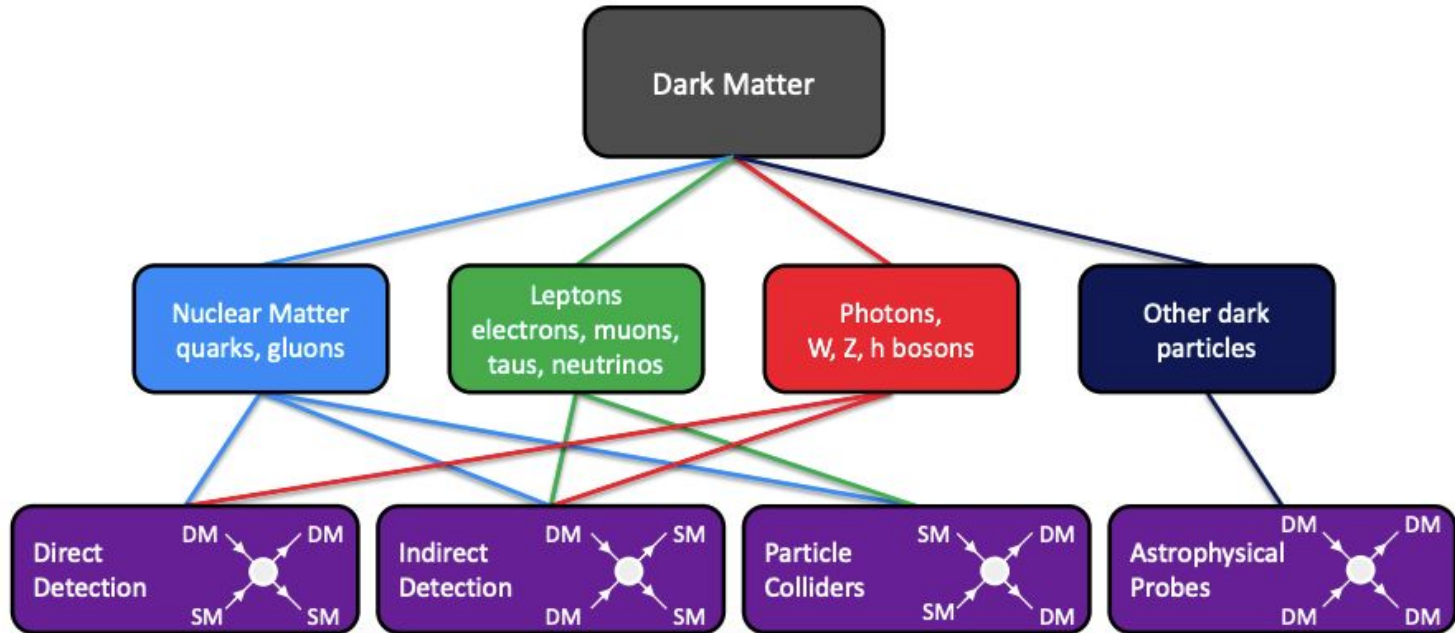 Dark Matter
Nuclear Matter
quarks, gluons
Leptons
electrons, muons,
taus, neutrinos
Photons,
W, Z, h bosons
Other dark
particles
Direct
Detection
DM
DM
SM
SM
Indirect
Detection
DM
SM
DM
SM
Particle
Colliders
SM
DM
SM
DM
Astrophysical
Probes
DM
DM
DM
DM